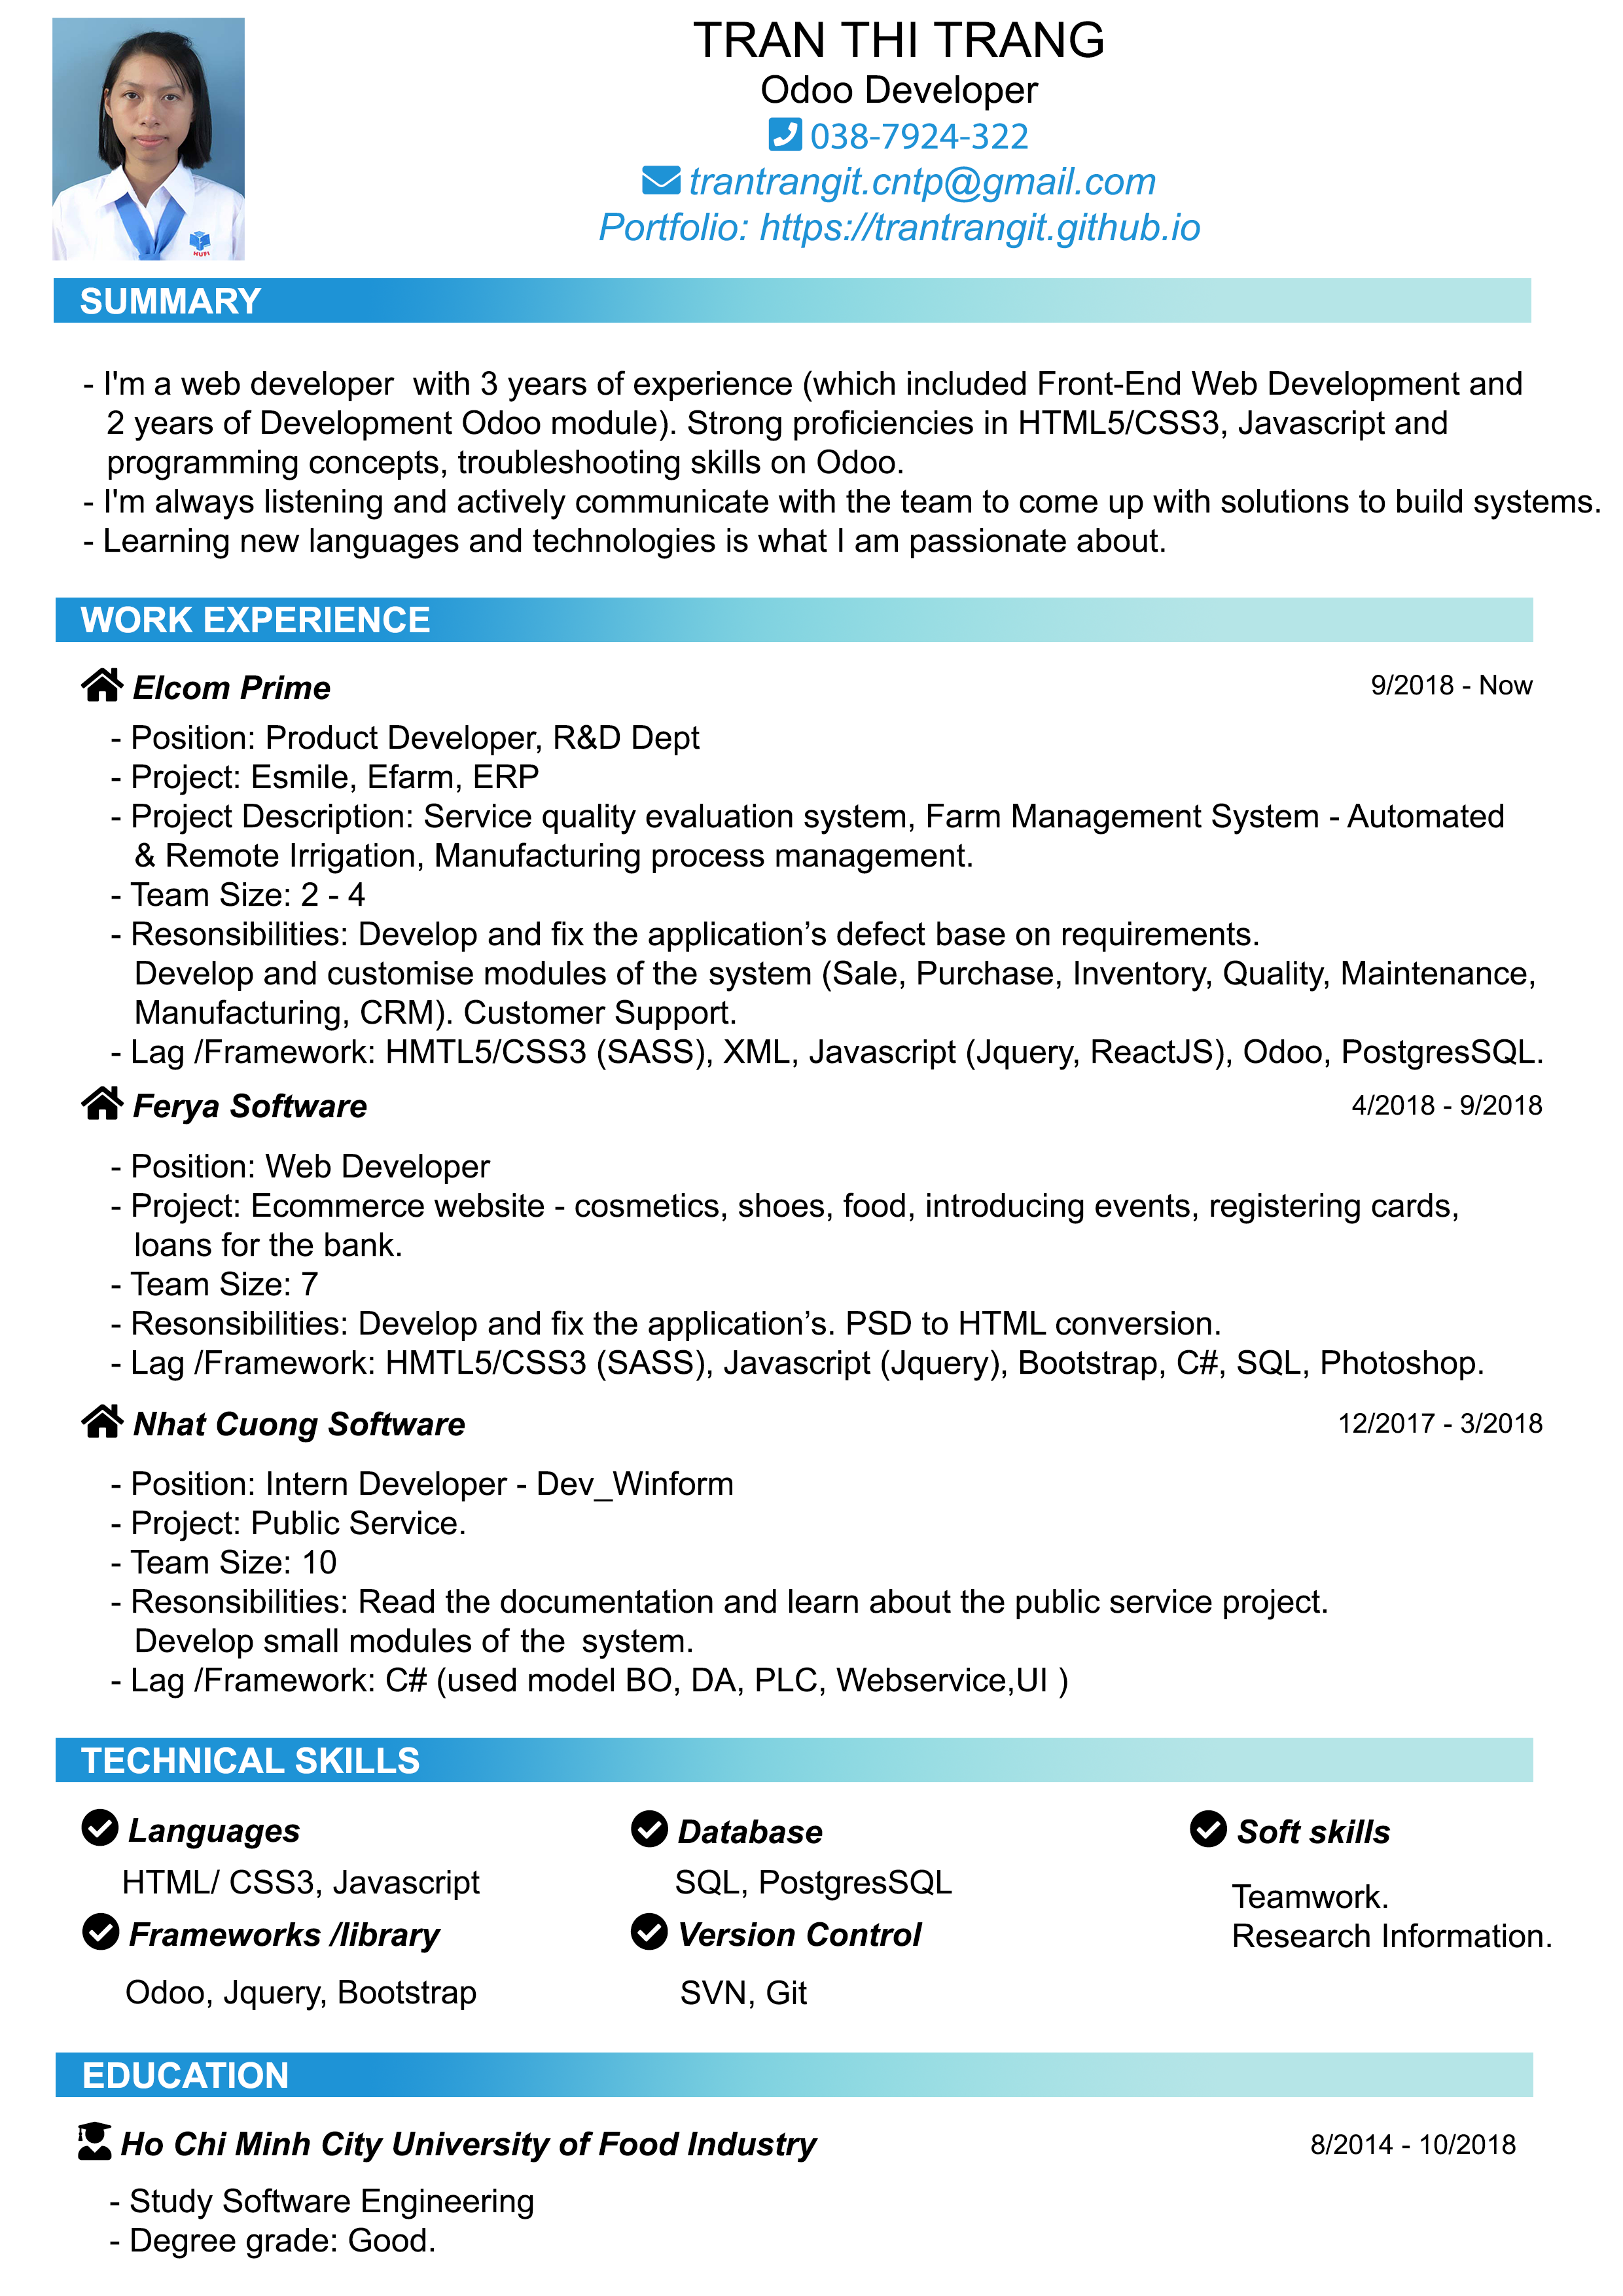 TRAN THI TRANG
Odoo Developer
038-7924-322
trantrangit.cntp@gmail.com
Portfolio: https://trantrangit.github.io
HUFI
SUMMARY
- I'm a web developer  with 3 years of experience (which included Front-End Web Development and
2 years of Development Odoo module). Strong proficiencies in HTML5/CSS3, Javascript and
programming concepts, troubleshooting skills on Odoo.
- I'm always listening and actively communicate with the team to come up with solutions to build systems.
- Learning new languages and technologies is what I am passionate about.
WORK EXPERIENCE
Elcom Prime 9/2018 - Now
- Position: Product Developer, R&D Dept
- Project: Esmile, Efarm, ERP
- Project Description: Service quality evaluation system, Farm Management System - Automated
& Remote Irrigation, Manufacturing process management.
- Team Size: 2 - 4
- Resonsibilities: Develop and fix the application’s defect base on requirements.
Develop and customise modules of the system (Sale, Purchase, Inventory, Quality, Maintenance,
Manufacturing, CRM). Customer Support.
- Lag /Framework: HMTL5/CSS3 (SASS), XML, Javascript (Jquery, ReactJS), Odoo, PostgresSQL.
Ferya Software 4/2018 - 9/2018
- Position: Web Developer
- Project: Ecommerce website - cosmetics, shoes, food, introducing events, registering cards,
loans for the bank.
- Team Size: 7
- Resonsibilities: Develop and fix the application’s. PSD to HTML conversion.
- Lag /Framework: HMTL5/CSS3 (SASS), Javascript (Jquery), Bootstrap, C#, SQL, Photoshop.
Nhat Cuong Software 12/2017 - 3/2018
- Position: Intern Developer - Dev_Winform
- Project: Public Service.
- Team Size: 10
- Resonsibilities: Read the documentation and learn about the public service project.
Develop small modules of the  system.
- Lag /Framework: C# (used model BO, DA, PLC, Webservice,UI )
TECHNICAL SKILLS
Languages
HTML/ CSS3, Javascript
Frameworks /library
Odoo, Jquery, Bootstrap
Database
SQL, PostgresSQL
Version Control
SVN, Git
Soft skills
Teamwork.
Research Information.
EDUCATION
Ho Chi Minh City University of Food Industry 8/2014 - 10/2018
- Study Software Engineering
- Degree grade: Good.